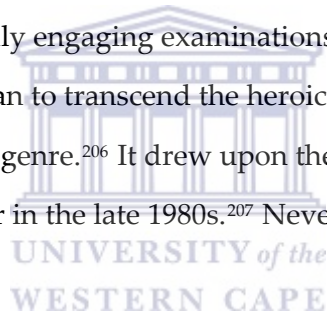 ly engaging examinations
an to transcend the heroic
genre.²⁰⁶ It drew upon the
r in the late 1980s.²⁰⁷ Neve
UNIVERSITY of the
WESTERN CAPE